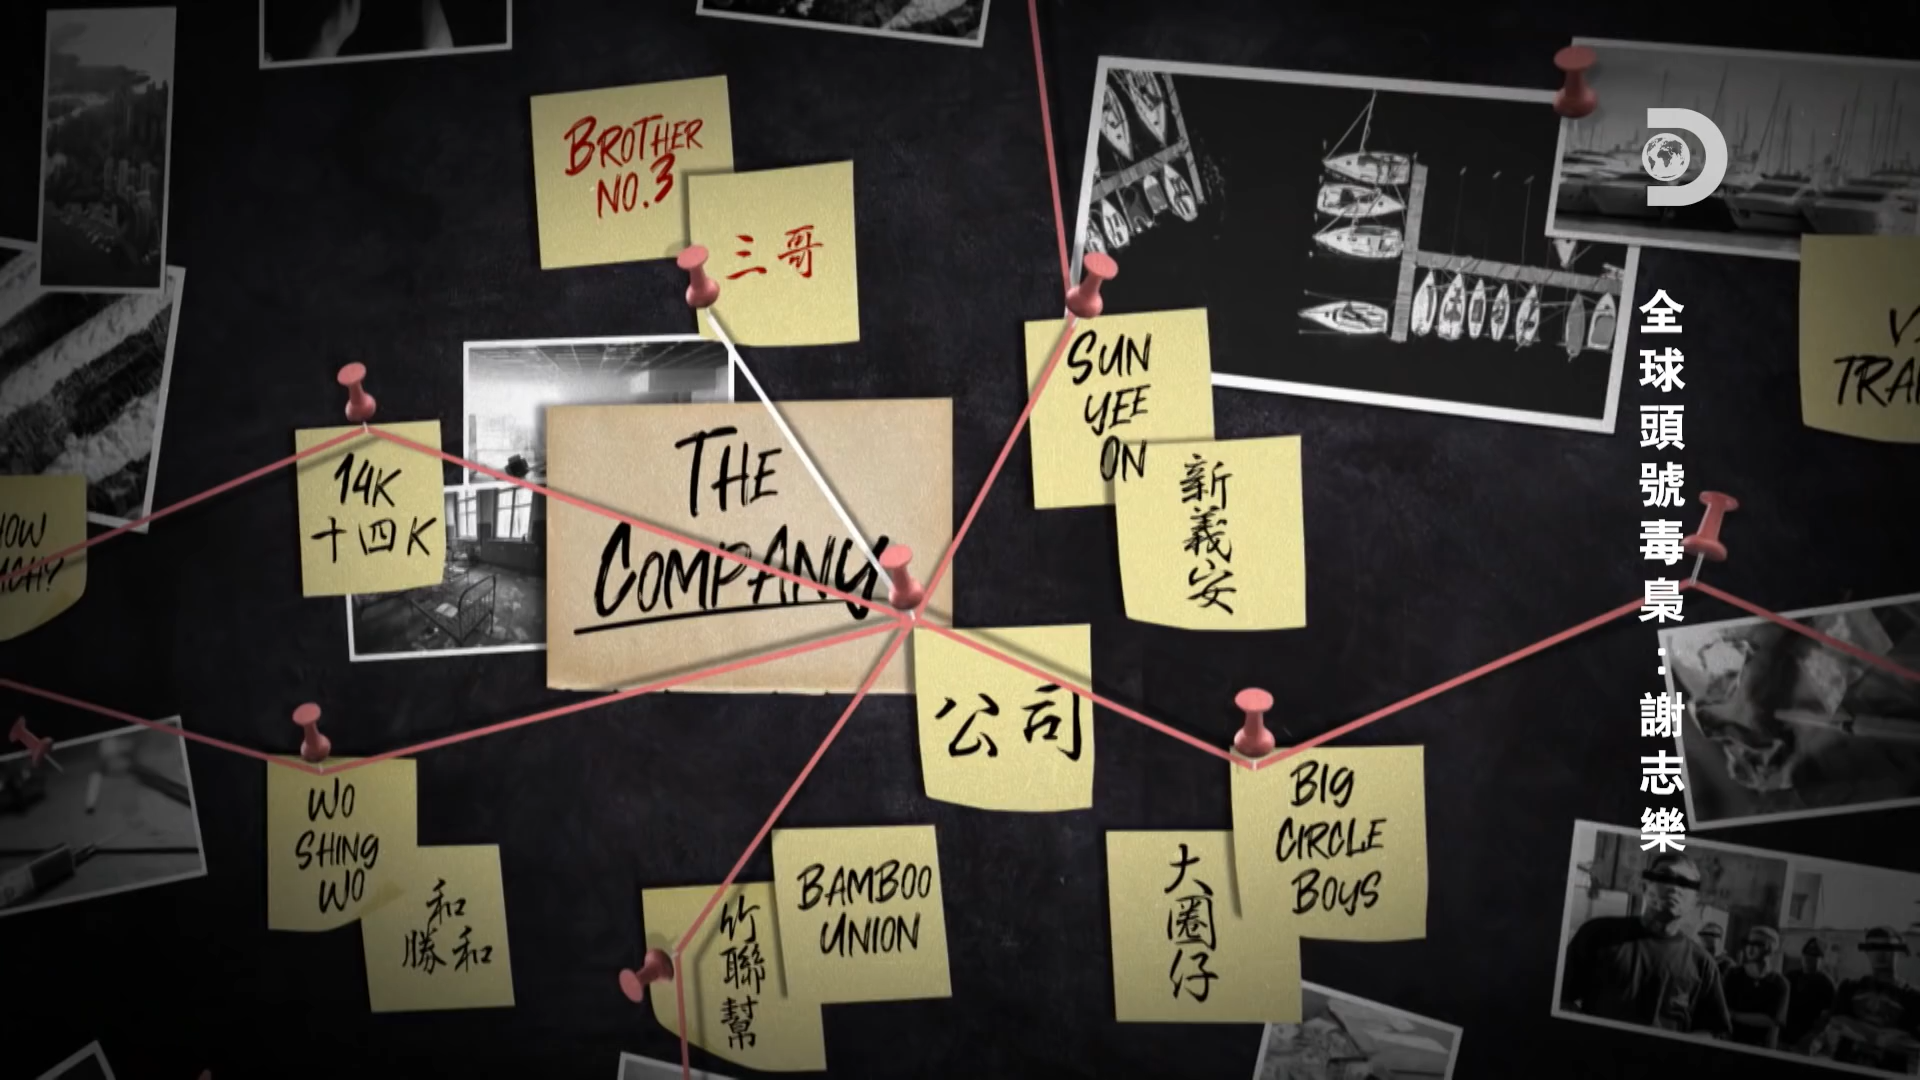 BROTHER
NO.3
三哥
14K
十四K
THE
COMPANY
公司
SUN
YEE
ON
新義安
WO
SHING
WO
和
勝和
竹聯幫
BAMBOO
UNION
大圈仔
BIG
CIRCLE
BOYS
全球頭號毒梟：謝志樂